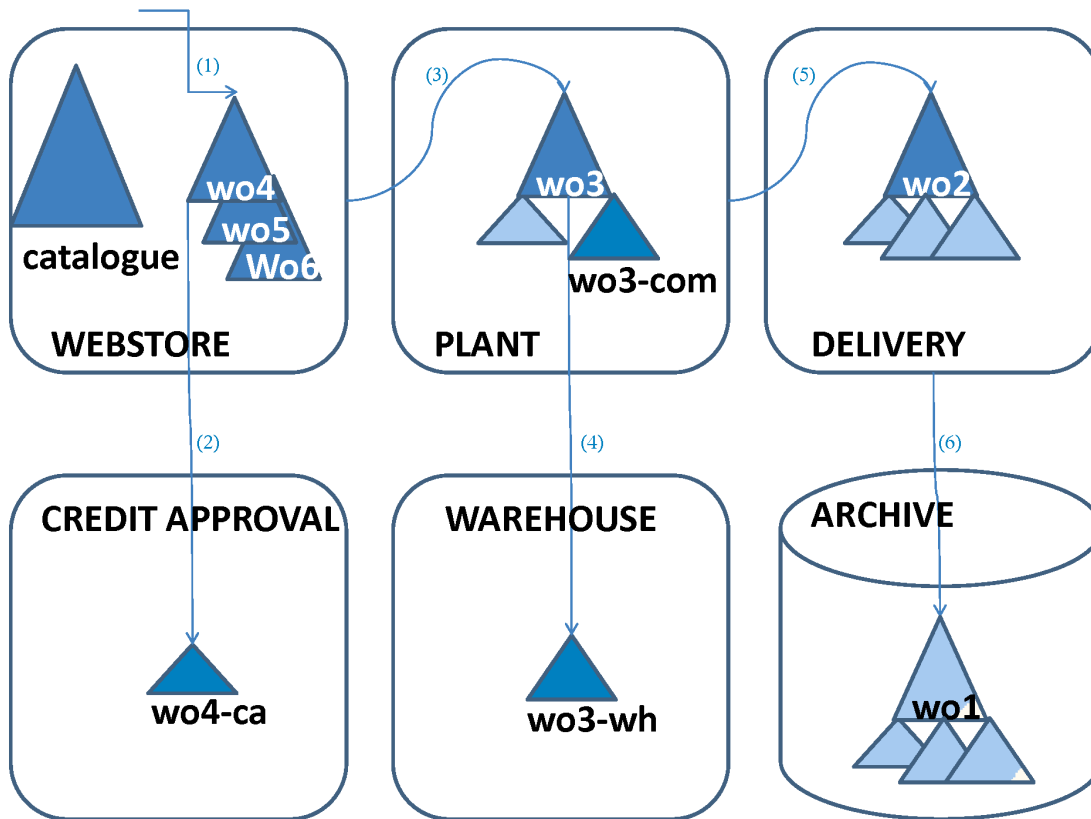 (1)
(3)
(5)
wo4
wo3
wo2
wo5
catalogue
Wo6
wo3-com
WEBSTORE
PLANT
DELIVERY
(2)
(4)
(6)
CREDIT APPROVAL
WAREHOUSE
ARCHIVE
wo4-ca
wo3-wh
wo1